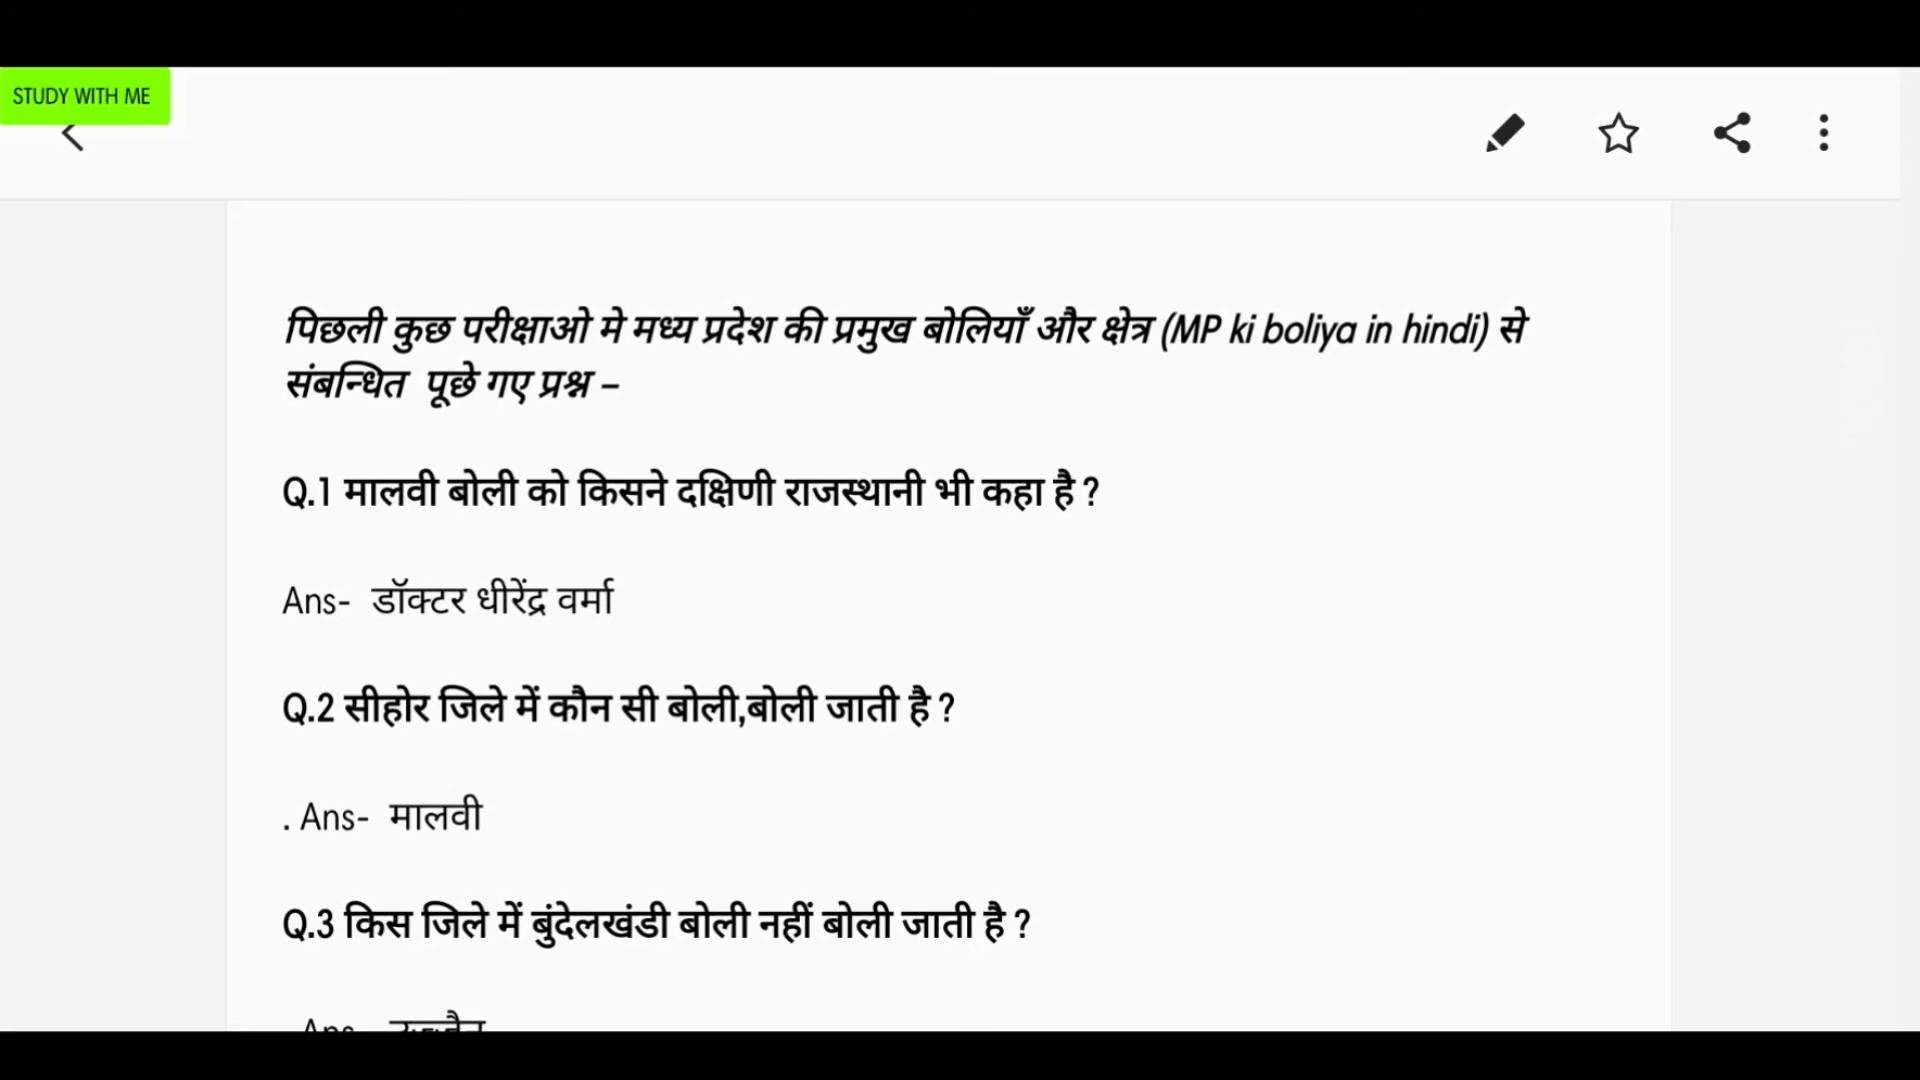 STUDY WITH ME
पिछली कुछ परीक्षाओ मे मध्य प्रदेश की प्रमुख बोलियाँ और क्षेत्र (MP ki boliya in hindi) से
संबन्धित पूछे गए प्रश्न –
Q.1 मालवी बोली को किसने दक्षिणी राजस्थानी भी कहा है ?
Ans- डॉक्टर धीरेंद्र वर्मा
Q.2 सीहोर जिले में कौन सी बोली,बोली जाती है ?
. Ans- मालवी
Q.3 किस जिले में बुंदेलखंडी बोली नहीं बोली जाती है ?
Ans-